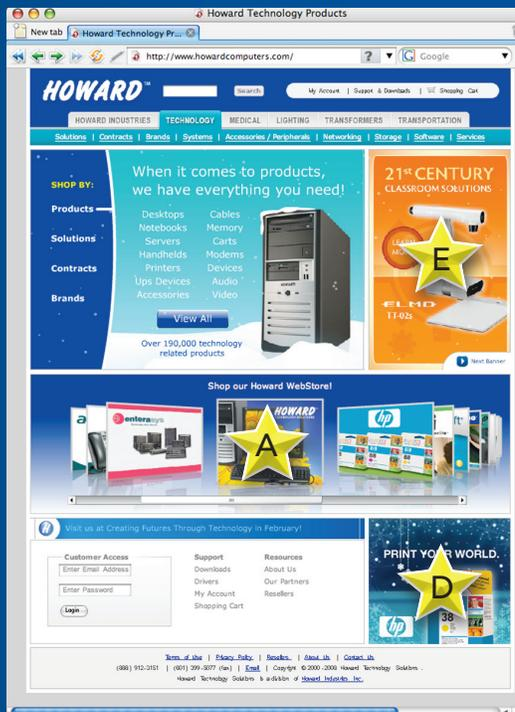 Howard Technology Products
New tab
Howard Technology Pr...
http://www.howardcomputers.com/
?
G Google
HOWARD™
Search
My Account | Support & Downloads | Shopping Cart
HOWARD INDUSTRIES TECHNOLOGY MEDICAL LIGHTING TRANSFORMERS TRANSPORTATION
Solutions | Contracts | Brands | Systems | Accessories / Peripherals | Networking | Storage | Software | Services
SHOP BY:
Products
Solutions
Contracts
Brands
When it comes to products,
we have everything you need!
Desktops Cables
Notebooks Memory
Servers Carts
Handhelds Modems
Printers Devices
Ups Devices Audio
Accessories Video
View All
Over 190,000 technology
related products
21st CENTURY
CLASSROOM SOLUTIONS
LEARN
E
ELMO
TT-02s
Next Banner
Shop our Howard WebStore!
enterasys
HOWARD
A
hp
H
Visit us at Creating Futures Through Technology in February!
Customer Access
Enter Email Address
Enter Password
Login
Support
Downloads
Drivers
My Account
Shopping Cart
Resources
About Us
Our Partners
Resellers
PRINT YOUR WORLD.
D
38
hp
Terms of Use | Privacy Policy | Resellers | About Us | Contact Us
(888) 912-3151 | (601) 399-5077 (fax) | Email | Copyright © 2000-2008 Howard Technology Solutions.
Howard Technology Solutions is a division of Howard Industries, Inc.